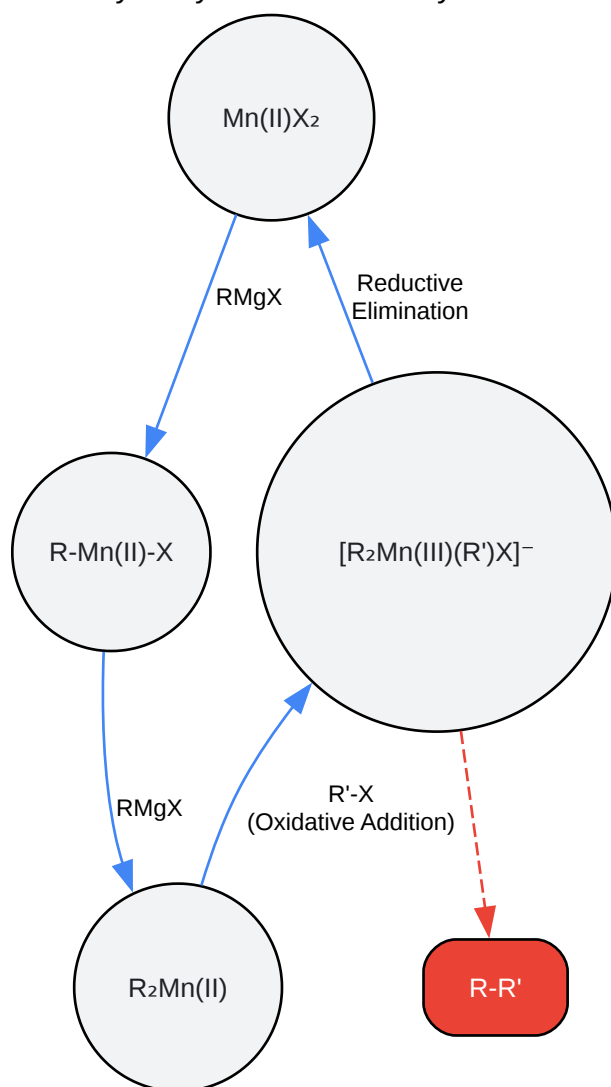 Mn(II)X₂
RMgX
Reductive
Elimination
R-Mn(II)-X
[R₂Mn(III)(R')X]⁻
RMgX
R'-X
(Oxidative Addition)
R₂Mn(II)
R-R'